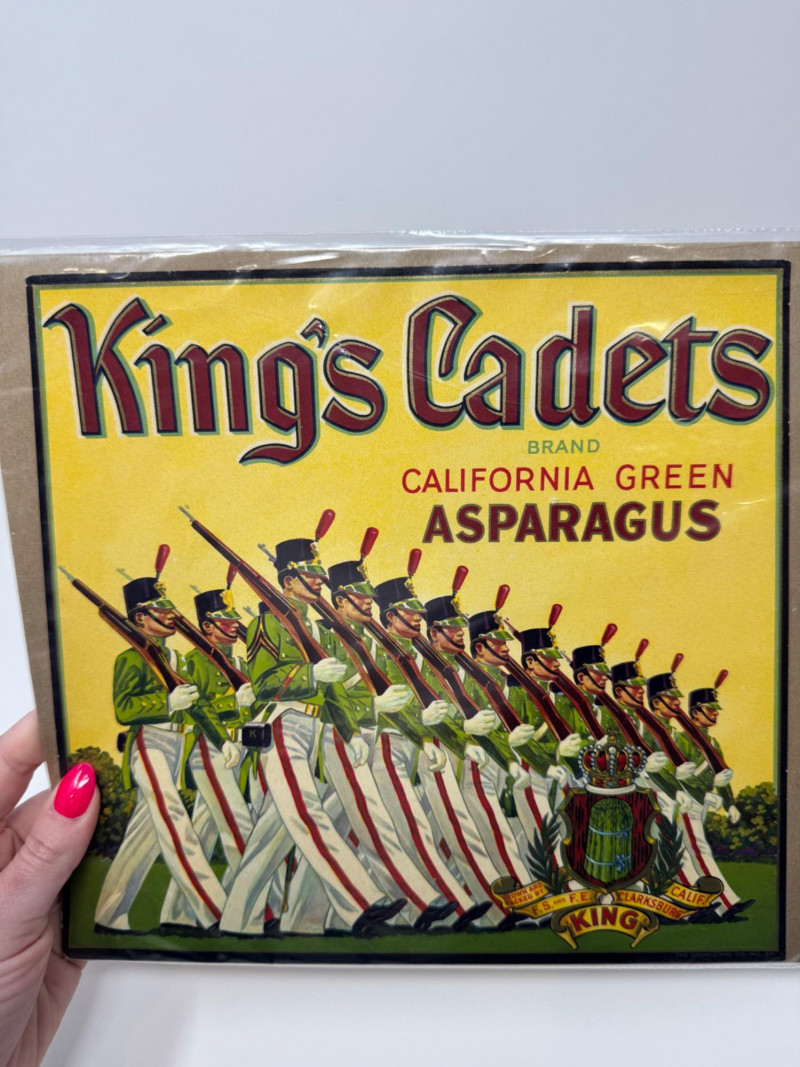 King's Cadets
BRAND
CALIFORNIA GREEN
ASPARAGUS
K
GROWN AND
PACKED BY
F.S. AND F.E.
KING
CLARKSBURG
CALIF.